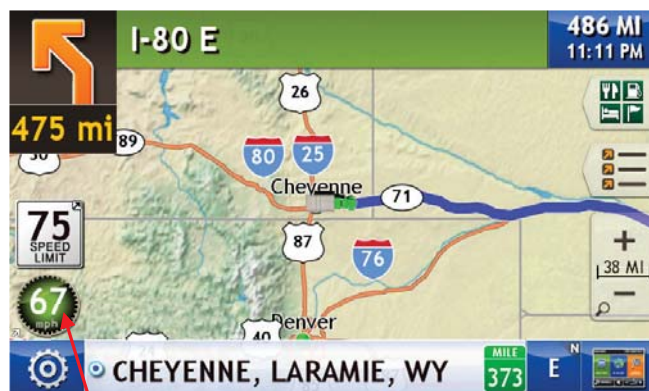 I-80 E
486 MI
11:11 PM
475 mi
26
89
30
80
25
Cheyenne
71
75
SPEED
LIMIT
87
76
+
38 MI
−
67
mph
Denver
40
CHEYENNE, LARAMIE, WY
MILE
373
E
N